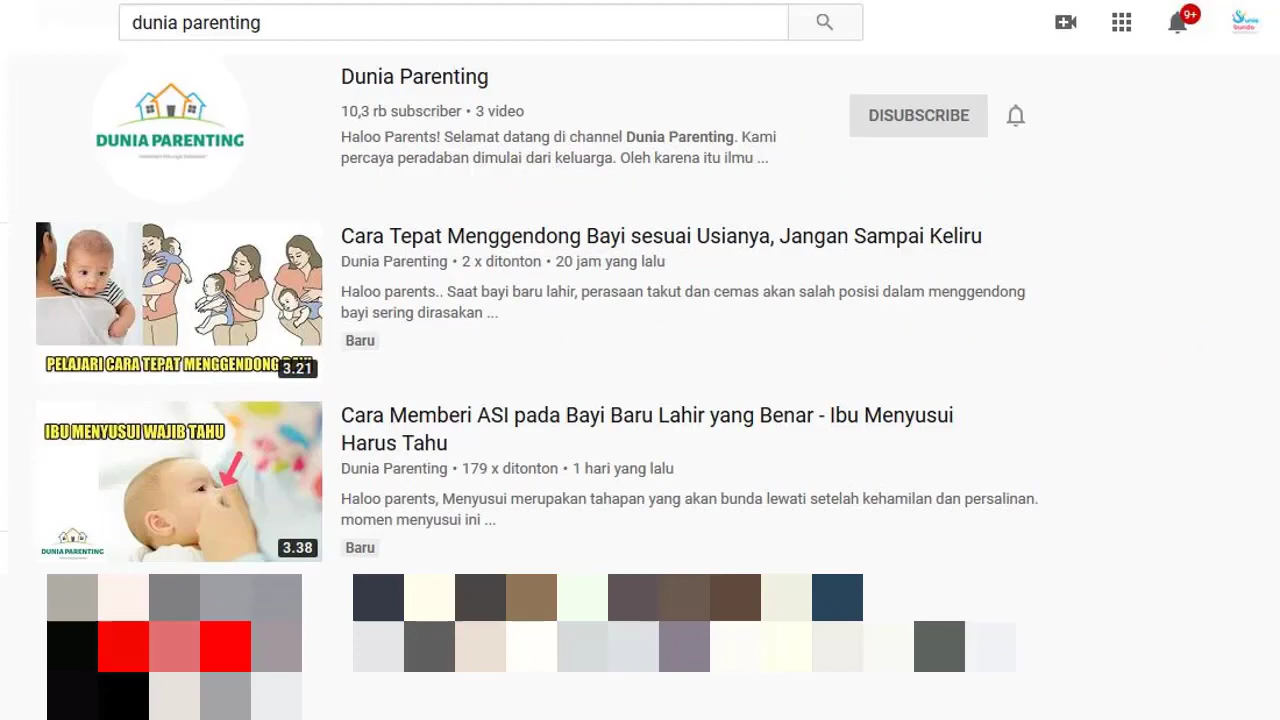 dunia parenting
9+
Dunia Parenting
10,3 rb subscriber • 3 video
DISUBSCRIBE
Haloo Parents! Selamat datang di channel Dunia Parenting. Kami
percaya peradaban dimulai dari keluarga. Oleh karena itu ilmu ...
DUNIA PARENTING
Cara Tepat Menggendong Bayi sesuai Usianya, Jangan Sampai Keliru
Dunia Parenting • 2 x ditonton • 20 jam yang lalu
Haloo parents.. Saat bayi baru lahir, perasaan takut dan cemas akan salah posisi dalam menggendong
bayi sering dirasakan ...
Baru
PELAJARI CARA TEPAT MENGGENDONG
3.21
Cara Memberi ASI pada Bayi Baru Lahir yang Benar - Ibu Menyusui
Harus Tahu
Dunia Parenting • 179 x ditonton • 1 hari yang lalu
Haloo parents, Menyusui merupakan tahapan yang akan bunda lewati setelah kehamilan dan persalinan.
momen menyusui ini ...
Baru
IBU MENYUSUI WAJIB TAHU
DUNIA PARENTING
3.38